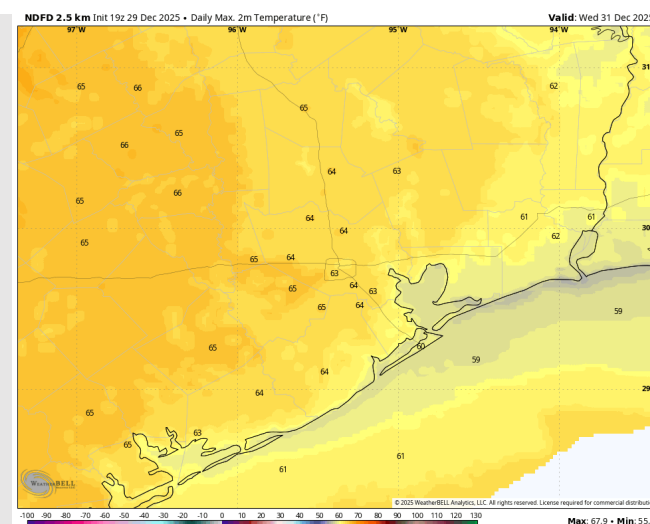 NDFD 2.5 km Init 19z 29 Dec 2025 • Daily Max. 2m Temperature (°F) Valid: Wed 31 Dec 2025
97°W 96°W 95°W 94°W
31
65 66 62
65
65
66
64 63
66
65
64 61 61
64 62
65
30
65 64
63
65 64 63
65 64
59
65 60
59
64
29
64
65
63
65
61
61
WEATHERBELL
© 2025 WeatherBELL Analytics, LLC. All rights reserved. License required for commercial distributi
-100 -90 -80 -70 -60 -50 -40 -30 -20 -10 0 10 20 30 40 50 60 70 80 90 100 110 120 130
Max: 67.9 • Min: 55.